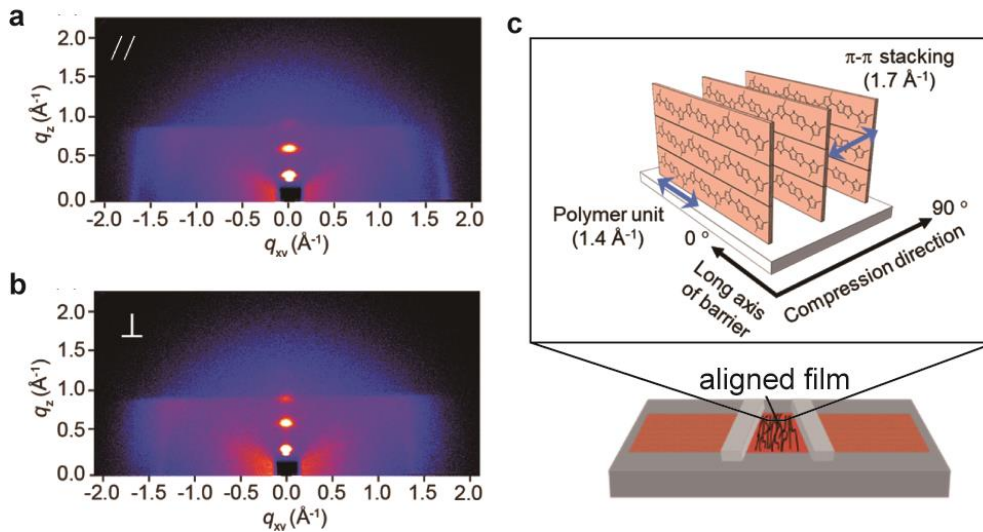 a
//
2.0
1.5
1.0
0.5
0.0
qz (Å-1)
-2.0 -1.5 -1.0 -0.5 0.0 0.5 1.0 1.5 2.0
qxy (Å-1)
b
⊥
2.0
1.5
1.0
0.5
0.0
qz (Å-1)
-2.0 -1.5 -1.0 -0.5 0.0 0.5 1.0 1.5 2.0
qxy (Å-1)
c
π-π stacking
(1.7 Å-1)
Polymer unit
(1.4 Å-1)
0 °
90 °
Long axis
of barrier
Compression direction
aligned film